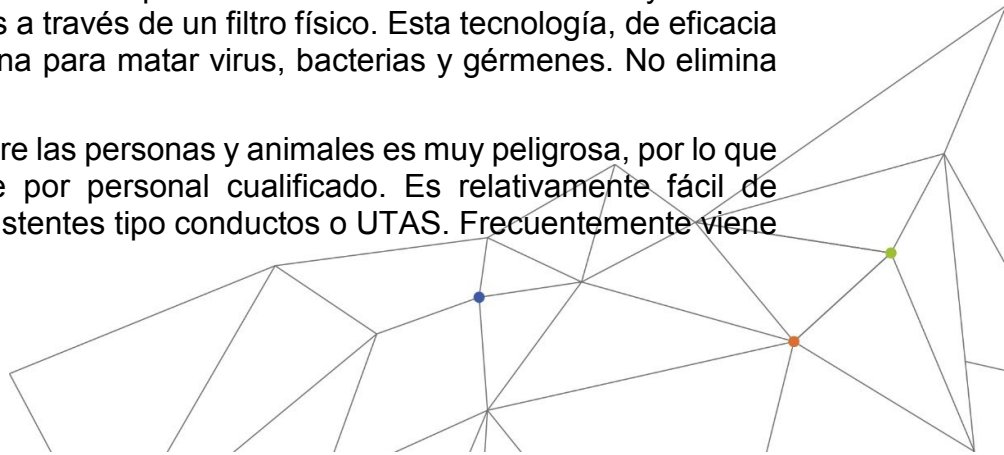 s a través de un filtro físico. Esta tecnología, de eficacia
na para matar virus, bacterias y gérmenes. No elimina
re las personas y animales es muy peligrosa, por lo que
e por personal cualificado. Es relativamente fácil de
stentes tipo conductos o UTAS. Frecuentemente viene